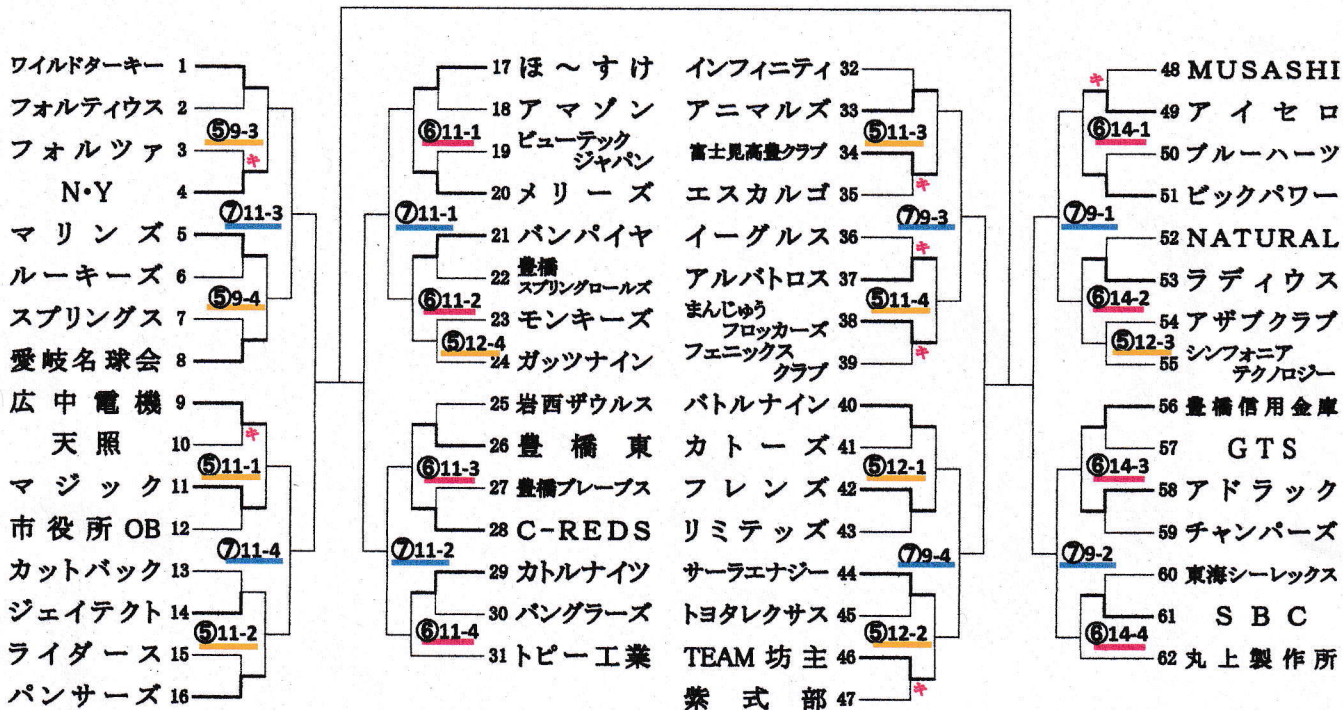 ワイルドターキー 1
フォルティウス 2
⑤9-3
フォルツァ 3
キ
N・Y 4
⑦11-3
マリンズ 5
ルーキーズ 6
⑤9-4
スプリングス 7
愛岐名球会 8
広中電機 9
キ
天照 10
⑤11-1
マジック 11
市役所OB 12
⑦11-4
カットバック 13
ジェイテクト 14
⑤11-2
ライダース 15
パンサーズ 16
17 ほ～すけ
18 アマゾン
⑥11-1
19 ビューテック
ジャパン
20 メリーズ
⑦11-1
21 バンパイヤ
22 豊橋
スプリングロールズ
⑥11-2
23 モンキーズ
⑤12-4
24 ガッツナイン
25 岩西ザウルス
26 豊橋東
⑥11-3
27 豊橋ブレーブス
28 C-REDS
⑦11-2
29 カトルナイツ
30 バングラーズ
⑥11-4
31 トピー工業
インフィニティ 32
アニマルズ 33
⑤11-3
富士見高豊クラブ 34
キ
エスカルゴ 35
⑦9-3
イーグルス 36
キ
アルバトロス 37
⑤11-4
まんじゅう
フロッカーズ 38
キ
フェニックス
クラブ 39
バトルナイン 40
カトーズ 41
⑤12-1
フレンズ 42
リミテッズ 43
⑦9-4
サーラエナジー 44
トヨタレクサス 45
⑤12-2
TEAM坊主 46
キ
紫式部 47
48 MUSASHI
キ
49 アイセロ
⑥14-1
50 ブルーハーツ
51 ビックパワー
⑦9-1
52 NATURAL
53 ラディウス
⑥14-2
54 アザブクラブ
⑤12-3
55 シンフォニア
テクノロジー
56 豊橋信用金庫
57 GTS
⑥14-3
58 アドラック
59 チャンパーズ
⑦9-2
60 東海シーレックス
61 SBC
⑥14-4
62 丸上製作所